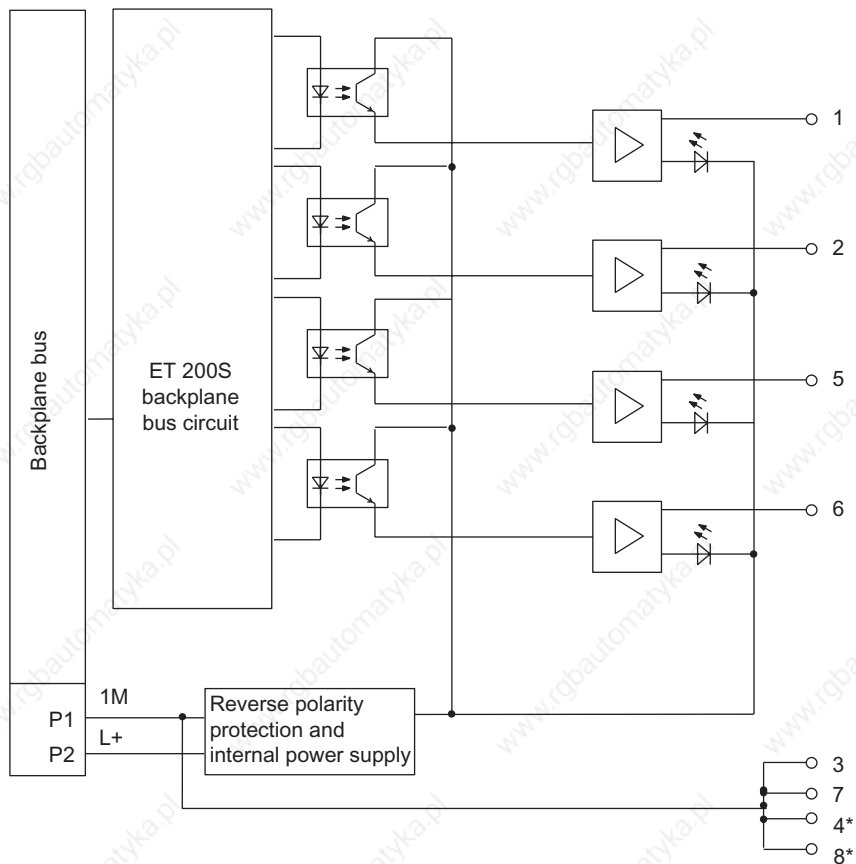 1
2
5
6
Backplane bus
ET 200S
backplane
bus circuit
P1
1M
P2
L+
Reverse polarity
protection and
internal power supply
3
7
4*
8*
www.rgbautomatyka.pl